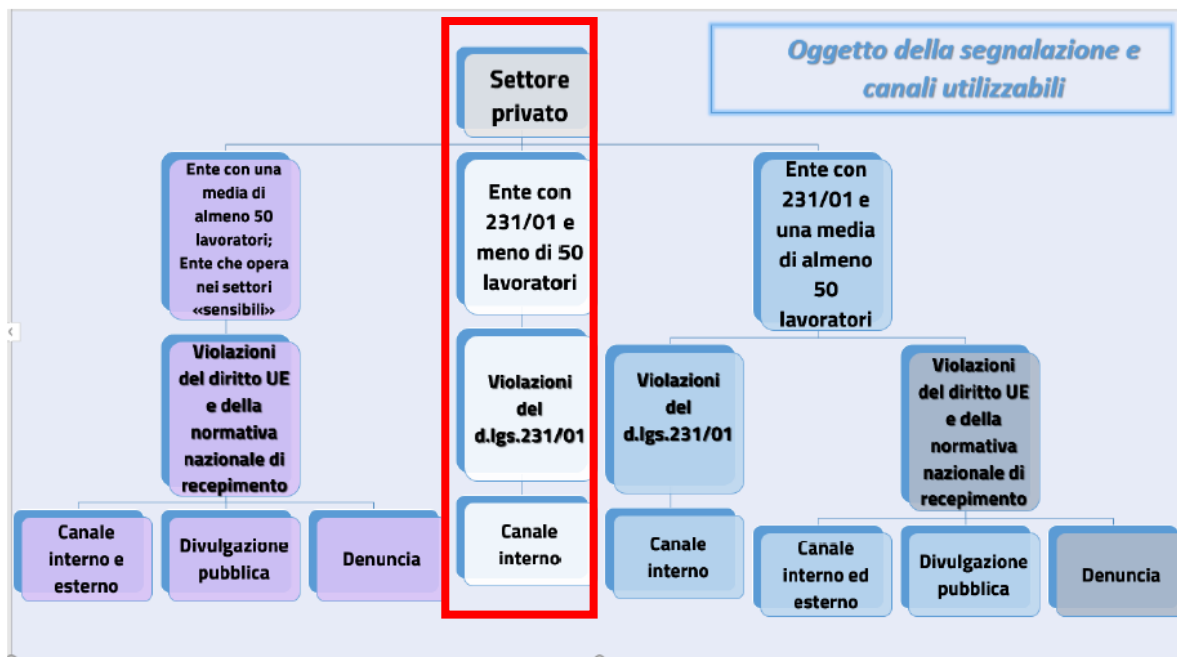 Oggetto della segnalazione e
canali utilizzabili
Settore
privato
Ente con una
media di
almeno 50
lavoratori;
Ente che opera
nei settori
«sensibili»
Ente con
231/01 e
meno di 50
lavoratori
Ente con
231/01 e
una media
di almeno
50
lavoratori
Violazioni
del diritto UE
e della
normativa
nazionale di
recepimento
Violazioni
del
d.lgs.231/01
Violazioni
del
d.lgs.231/01
Violazioni
del diritto UE
e della
normativa
nazionale di
recepimento
Canale
interno e
esterno
Divulgazione
pubblica
Denuncia
Canale
interno
Canale
interno
Canale
interno ed
esterno
Divulgazione
pubblica
Denuncia